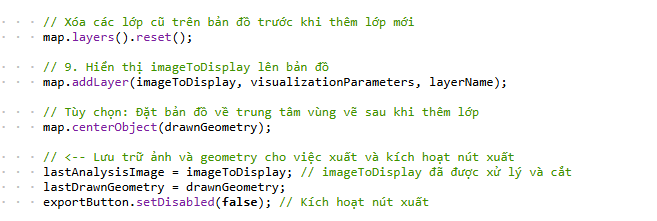 // Xóa các lớp cũ trên bản đồ trước khi thêm lớp mới
map.layers().reset();
// 9. Hiển thị imageToDisplay lên bản đồ
map.addLayer(imageToDisplay, visualizationParameters, layerName);
// Tùy chọn: Đặt bản đồ về trung tâm vùng vẽ sau khi thêm lớp
map.centerObject(drawnGeometry);
// <-- Lưu trữ ảnh và geometry cho việc xuất và kích hoạt nút xuất
lastAnalysisImage = imageToDisplay; // imageToDisplay đã được xử lý và cắt
lastDrawnGeometry = drawnGeometry;
exportButton.setDisabled(false); // Kích hoạt nút xuất